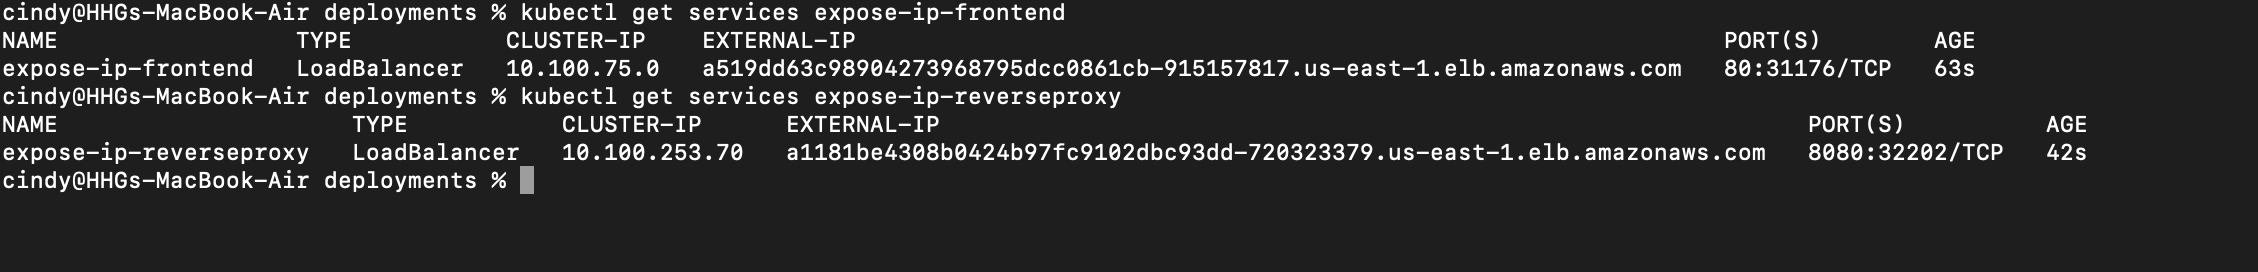 cindy@HHGs-MacBook-Air deployments % kubectl get services expose-ip-frontend
NAME TYPE CLUSTER-IP EXTERNAL-IP PORT(S) AGE
expose-ip-frontend LoadBalancer 10.100.75.0 a519dd63c98904273968795dcc0861cb-915157817.us-east-1.elb.amazonaws.com 80:31176/TCP 63s
cindy@HHGs-MacBook-Air deployments % kubectl get services expose-ip-reverseproxy
NAME TYPE CLUSTER-IP EXTERNAL-IP PORT(S) AGE
expose-ip-reverseproxy LoadBalancer 10.100.253.70 a1181be4308b0424b97fc9102dbc93dd-720323379.us-east-1.elb.amazonaws.com 8080:32202/TCP 42s
cindy@HHGs-MacBook-Air deployments %